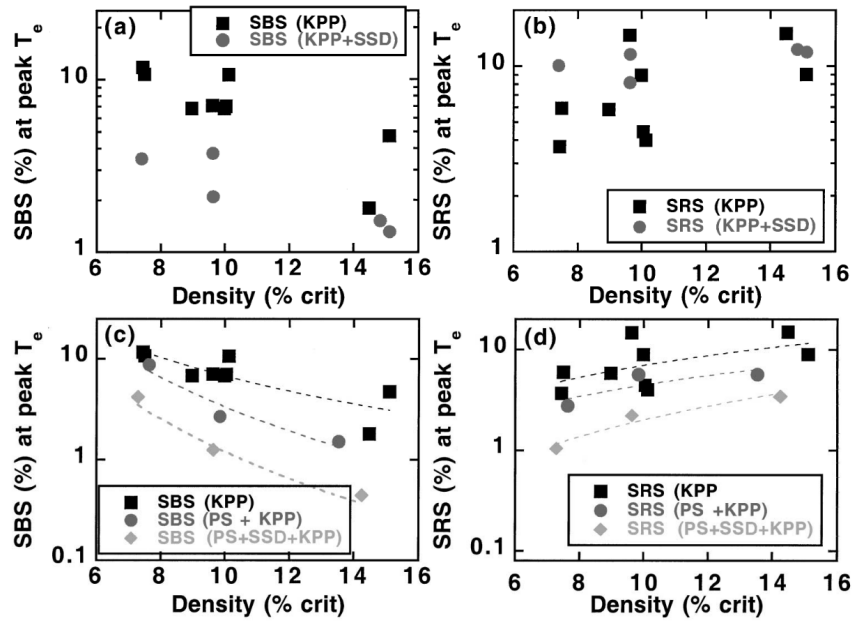 (a)
SBS (KPP)
SBS (KPP+SSD)
SBS (%) at peak Te
10
1
6 8 10 12 14 16
Density (% crit)
(b)
SRS (KPP)
SRS (KPP+SSD)
SRS (%) at peak Te
10
1
6 8 10 12 14 16
Density (% crit)
(c)
SBS (KPP)
SBS (PS + KPP)
SBS (PS+SSD+KPP)
SBS (%) at peak Te
10
1
0.1
6 8 10 12 14 16
Density (% crit)
(d)
SRS (KPP
SRS (PS +KPP)
SRS (PS+SSD+KPP)
SRS (%) at peak Te
10
1
0.1
6 8 10 12 14 16
Density (% crit)